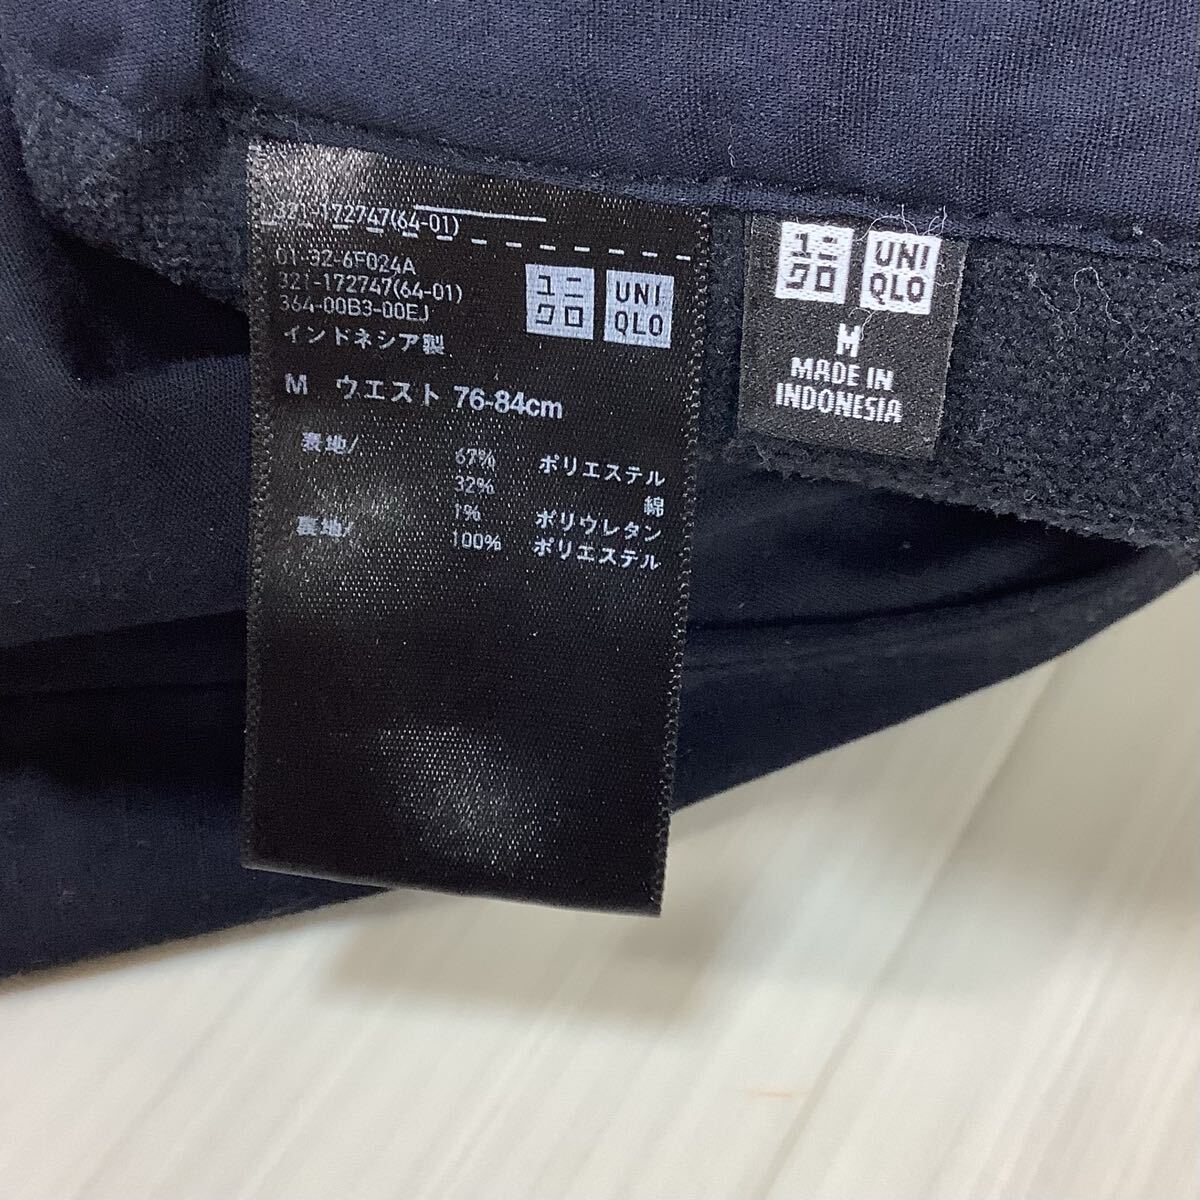 321-172747(64-01)
01-32-6F024A
321-172747(64-01)
364-00B3-00EJ
インドネシア製
ユニ
クロ
UNI
QLO
M ウエスト 76-84cm
表地/ 67% ポリエステル
32% 綿
1% ポリウレタン
裏地/ 100% ポリエステル
ユニ
クロ
UNI
QLO
M
MADE IN
INDONESIA